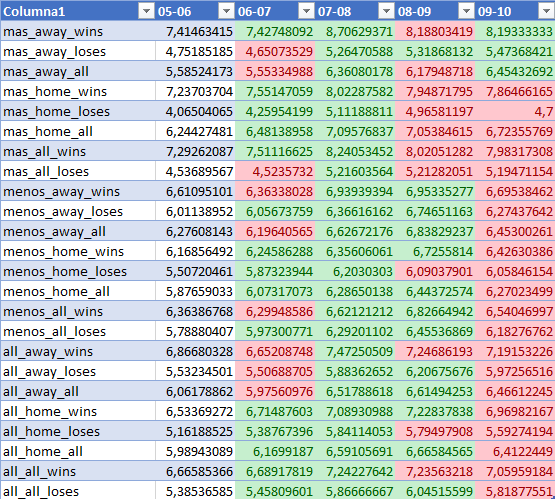 Columna1 05-06 06-07 07-08 08-09 09-10
mas_away_wins 7,41463415 7,42748092 8,70629371 8,18803419 8,19333333
mas_away_loses 4,75185185 4,65073529 5,26470588 5,31868132 5,47368421
mas_away_all 5,58524173 5,55334988 6,36080178 6,17948718 6,45432692
mas_home_wins 7,23703704 7,55147059 8,02287582 7,94871795 7,86466165
mas_home_loses 4,06504065 4,25954199 5,11188811 4,96581197 4,7
mas_home_all 6,24427481 6,48138958 7,09576837 7,05384615 6,72355769
mas_all_wins 7,29262087 7,51116625 8,24053452 8,02051282 7,98317308
mas_all_loses 4,53689567 4,5235732 5,21603564 5,21282051 5,19471154
menos_away_wins 6,61095101 6,36338028 6,93939394 6,95335277 6,69538462
menos_away_loses 6,01138952 6,05673759 6,36616162 6,74651163 6,27437642
menos_away_all 6,27608143 6,19640565 6,62672176 6,83829237 6,45300261
menos_home_wins 6,16856492 6,24586288 6,35606061 6,7255814 6,42630386
menos_home_loses 5,50720461 5,87323944 6,2030303 6,09037901 6,05846154
menos_home_all 5,87659033 6,07317073 6,28650138 6,44372574 6,27023499
menos_all_wins 6,36386768 6,29948586 6,62121212 6,82664942 6,54046997
menos_all_loses 5,78880407 5,97300771 6,29201102 6,45536869 6,18276762
all_away_wins 6,86680328 6,65208748 7,47250509 7,24686193 7,19153226
all_away_loses 5,53234501 5,50688705 5,88362652 6,20675676 5,97256516
all_away_all 6,06178862 5,97560976 6,51788618 6,61494253 6,46612245
all_home_wins 6,53369272 6,71487603 7,08930988 7,22837838 6,96982167
all_home_loses 5,16188525 5,38767396 5,84114053 5,79497908 5,59274194
all_home_all 5,98943089 6,1699187 6,59105691 6,66584565 6,4122449
all_all_wins 6,66585366 6,68917819 7,24227642 7,23563218 7,05959184
all_all_loses 5,38536585 5,45809601 5,86666667 6,04515599 5,81877551